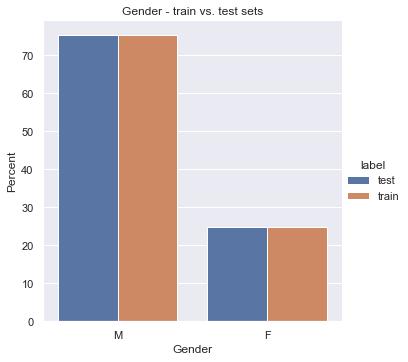 Gender - train vs. test sets
70
60
50
40
30
20
10
0
Percent
M
F
Gender
label
test
train